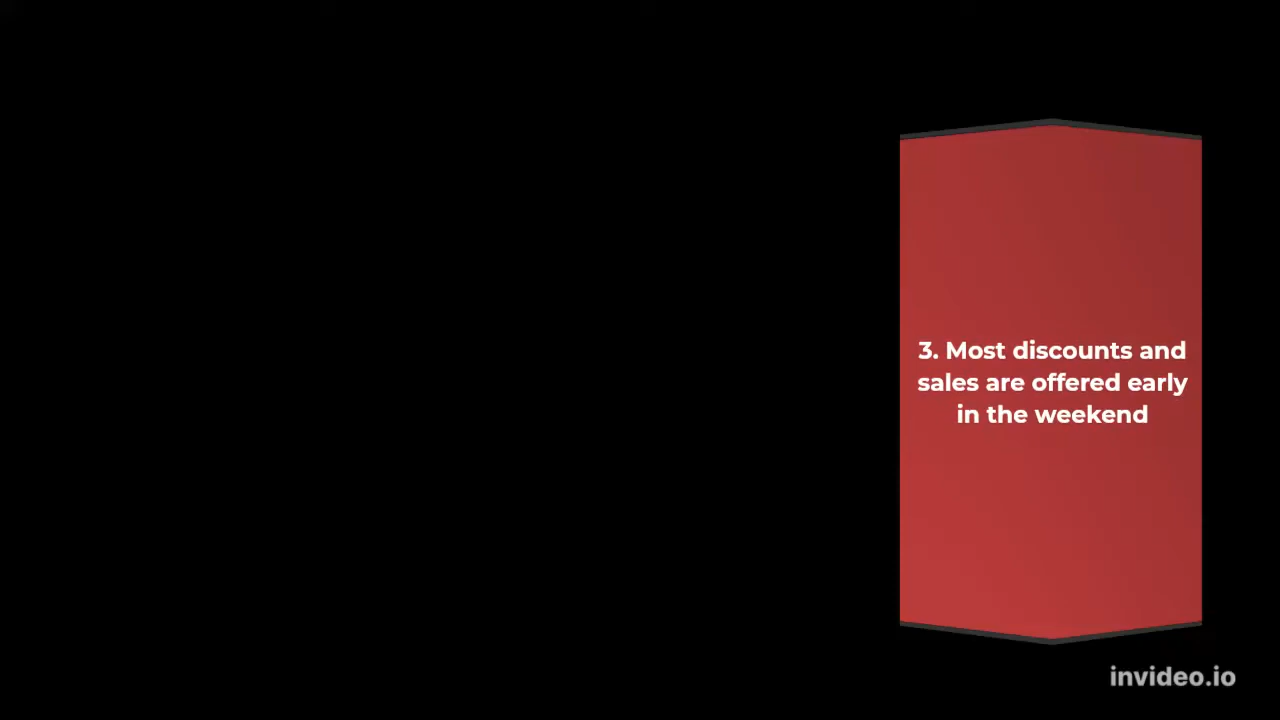 3. Most discounts and
sales are offered early
in the weekend
invideo.io